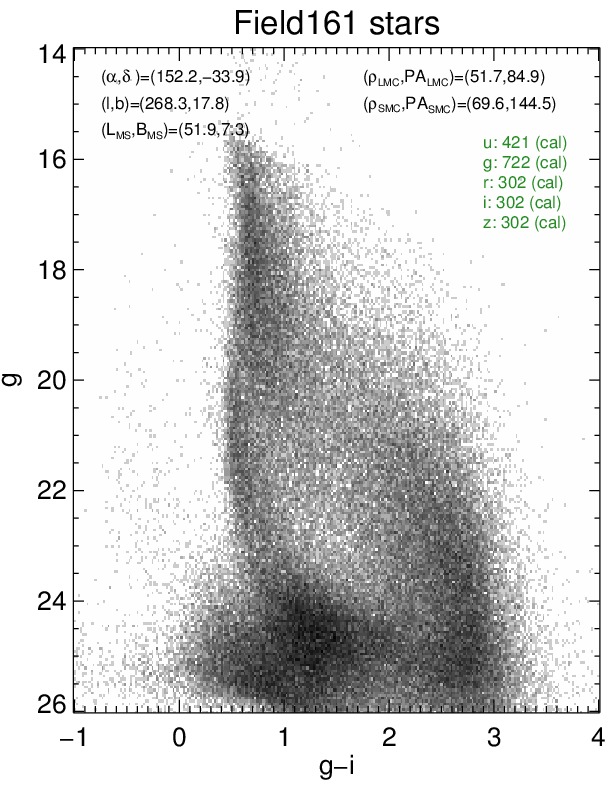 Field161 stars
(α,δ )=(152.2,−33.9)
(ρLMC,PALMC)=(51.7,84.9)
(l,b)=(268.3,17.8)
(ρSMC,PASMC)=(69.6,144.5)
(LMS,BMS)=(51.9,7.3)
u: 421 (cal)
g: 722 (cal)
r: 302 (cal)
i: 302 (cal)
z: 302 (cal)
14
16
18
20
22
24
26
g
−1 0 1 2 3 4
g−i